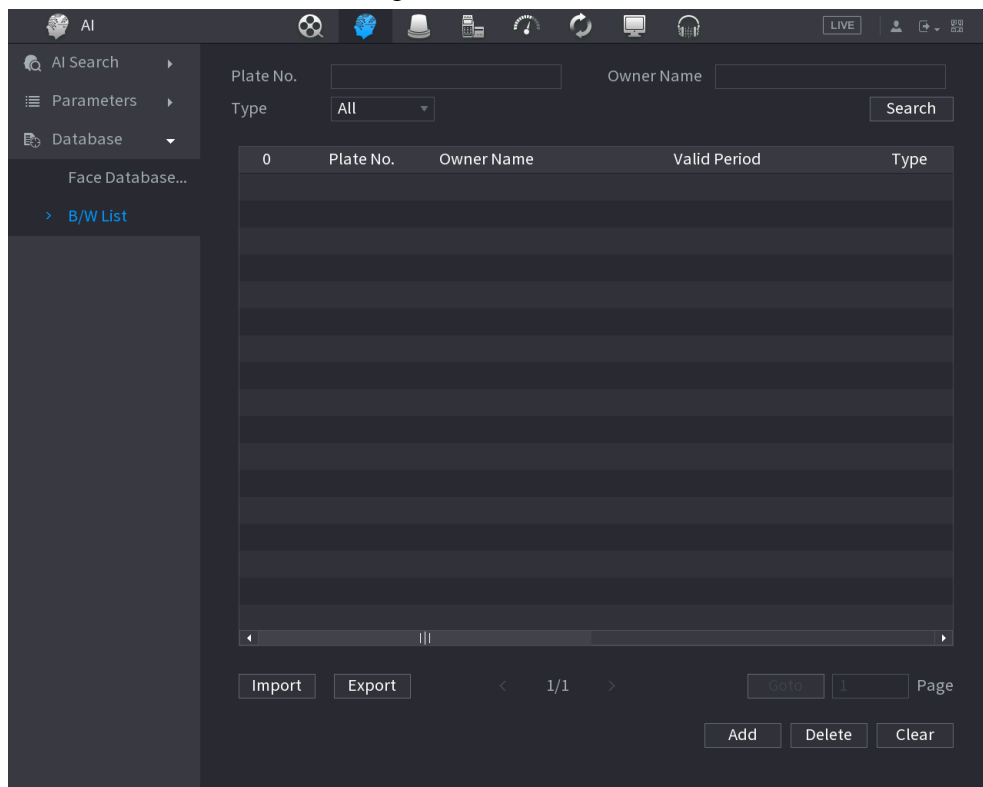 AI
LIVE
AI Search
Parameters
Database
Face Database...
B/W List
Plate No.
Owner Name
Type
All
Search
0 Plate No. Owner Name Valid Period Type
Import
Export
1/1
Goto
1
Page
Add
Delete
Clear